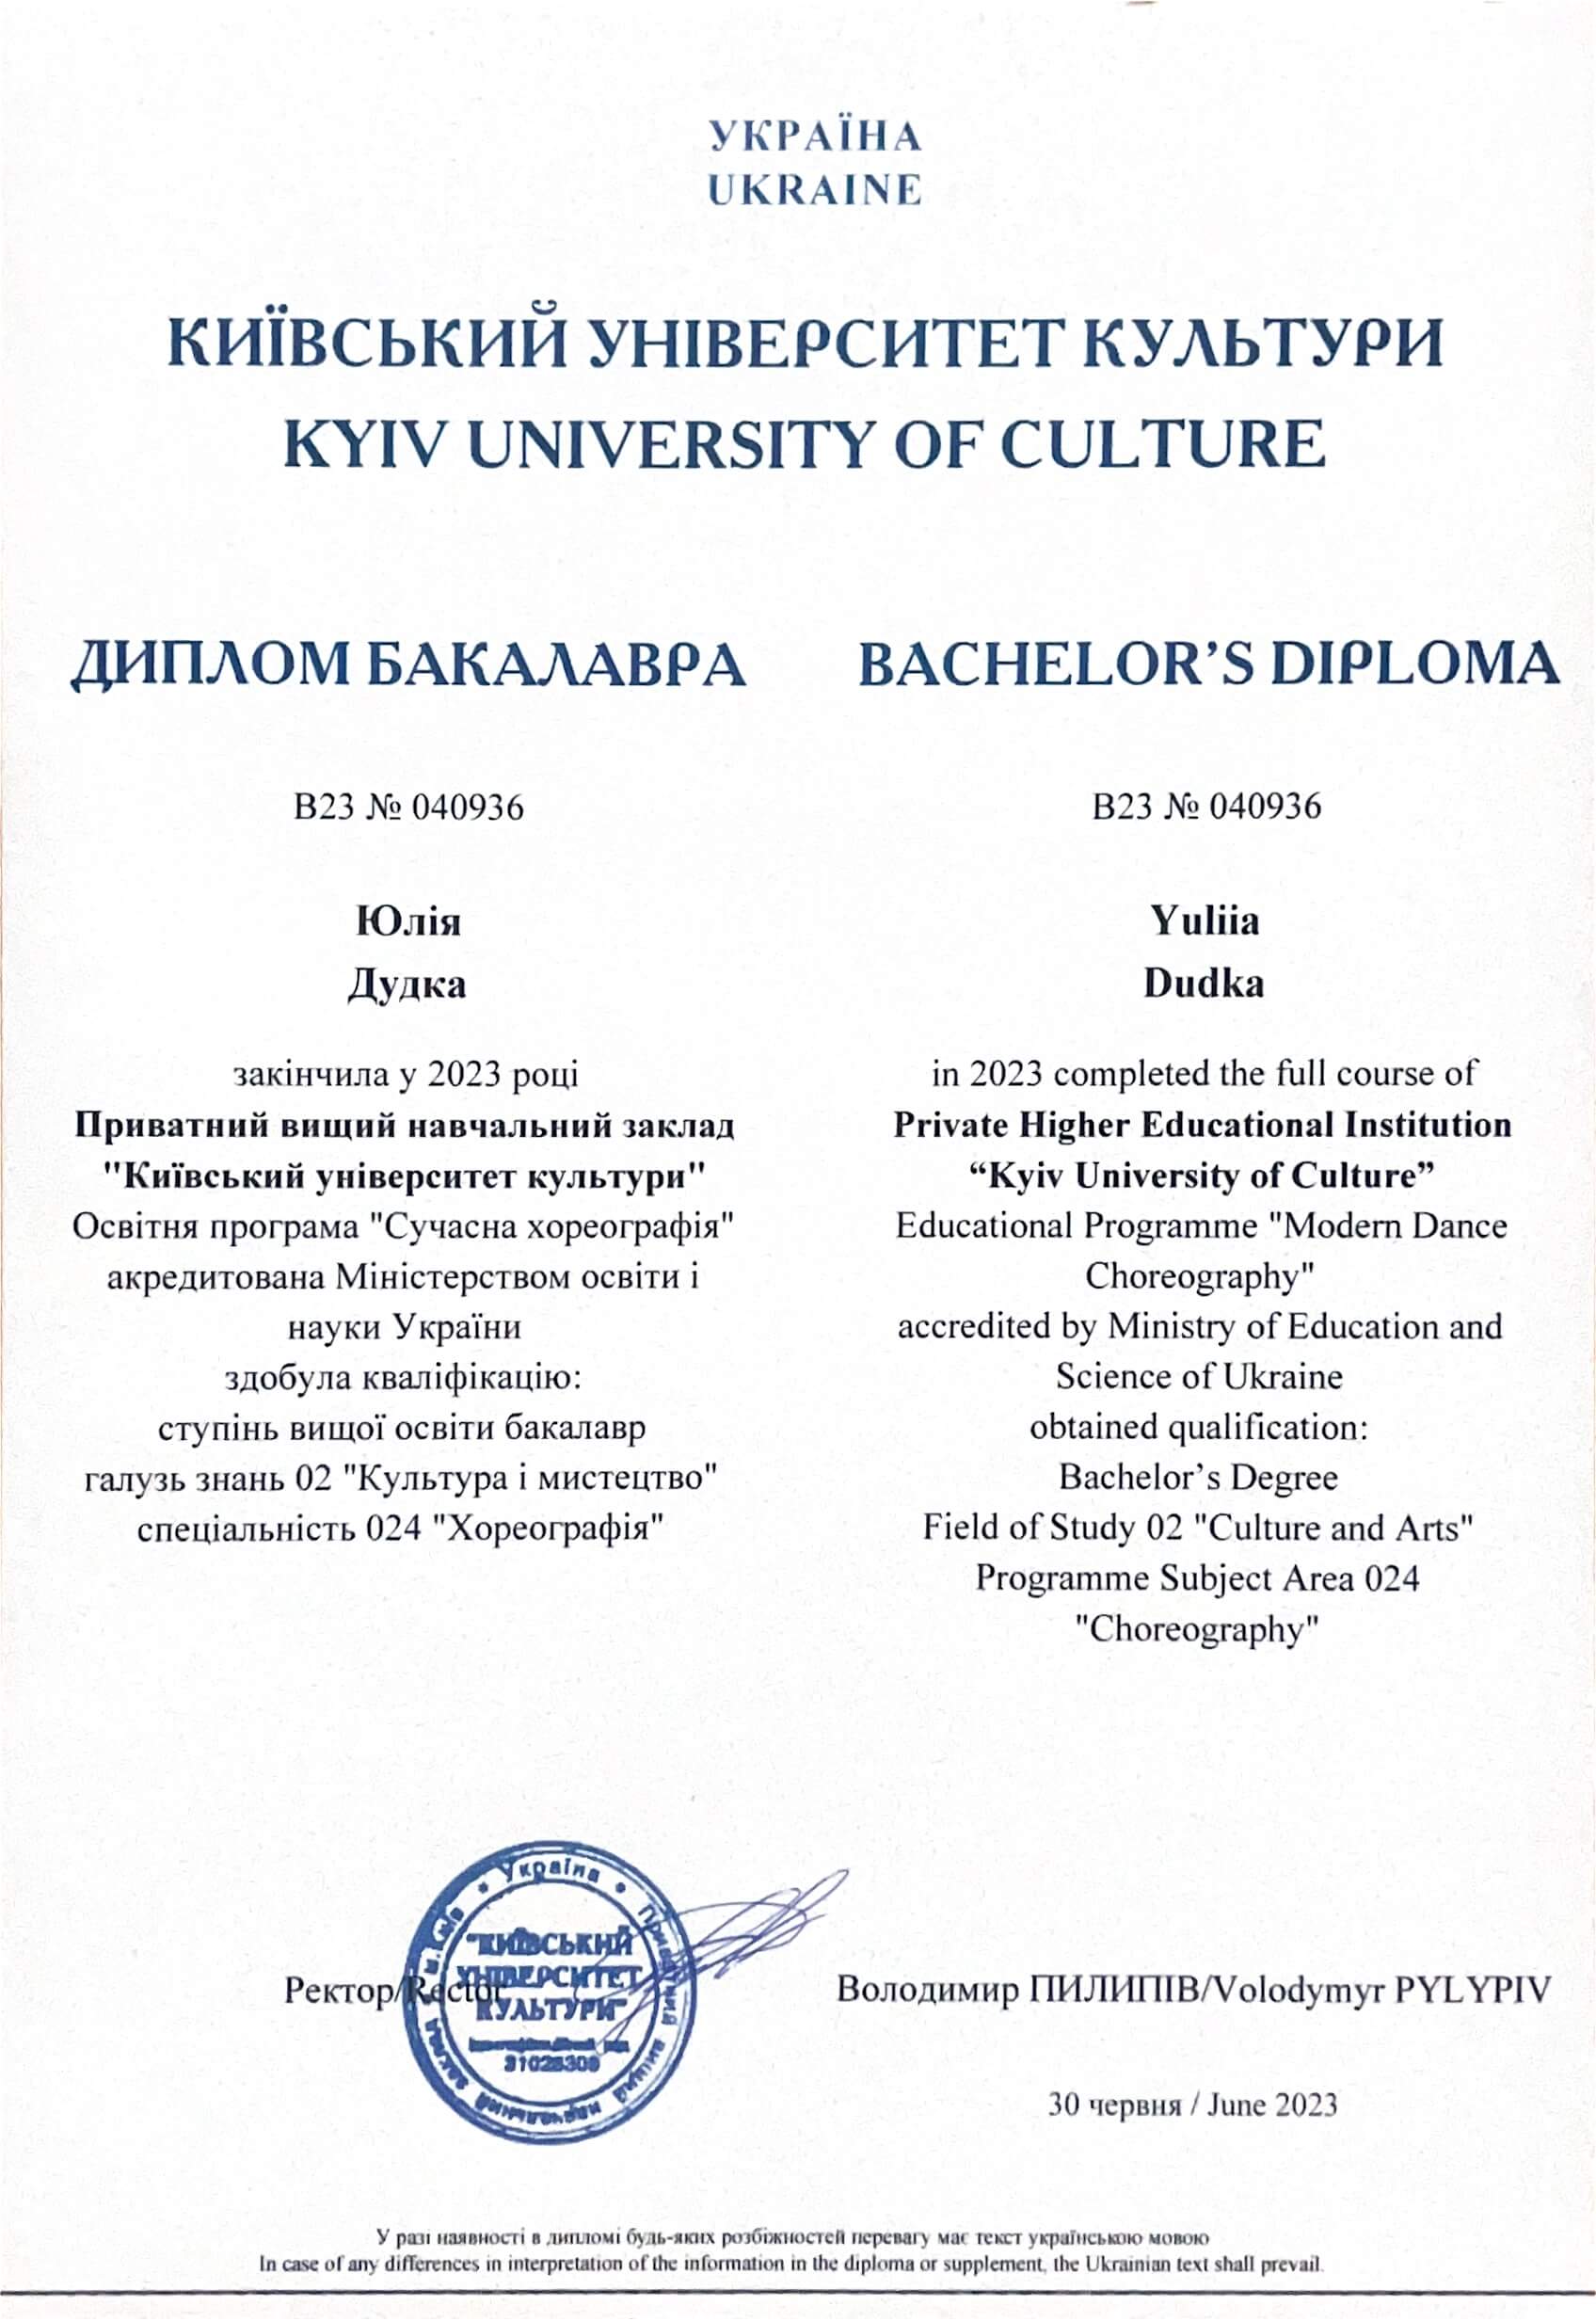 УКРАЇНА
UKRAINE
КИЇВСЬКИЙ УНІВЕРСИТЕТ КУЛЬТУРИ
KYIV UNIVERSITY OF CULTURE
ДИПЛОМ БАКАЛАВРА
B23 № 040936
Юлія
Дудка
закінчила у 2023 році
Приватний вищий навчальний заклад
"Київський університет культури"
Освітня програма "Сучасна хореографія"
акредитована Міністерством освіти і
науки України
здобула кваліфікацію:
ступінь вищої освіти бакалавр
галузь знань 02 "Культура і мистецтво"
спеціальність 024 "Хореографія"
BACHELOR’S DIPLOMA
B23 № 040936
Yuliia
Dudka
in 2023 completed the full course of
Private Higher Educational Institution
“Kyiv University of Culture”
Educational Programme "Modern Dance
Choreography"
accredited by Ministry of Education and
Science of Ukraine
obtained qualification:
Bachelor’s Degree
Field of Study 02 "Culture and Arts"
Programme Subject Area 024
"Choreography"
Ректор/Rector
Україна • Приватний вищий навчальний заклад м.Київ •
"КИЇВСЬКИЙ
УНІВЕРСИТЕТ
КУЛЬТУРИ"
Володимир ПИЛИПІВ/Volodymyr PYLYPIV
30 червня / June 2023
У разі наявності в дипломі будь-яких розбіжностей перевагу має текст українською мовою
In case of any differences in interpretation of the information in the diploma or supplement, the Ukrainian text shall prevail.